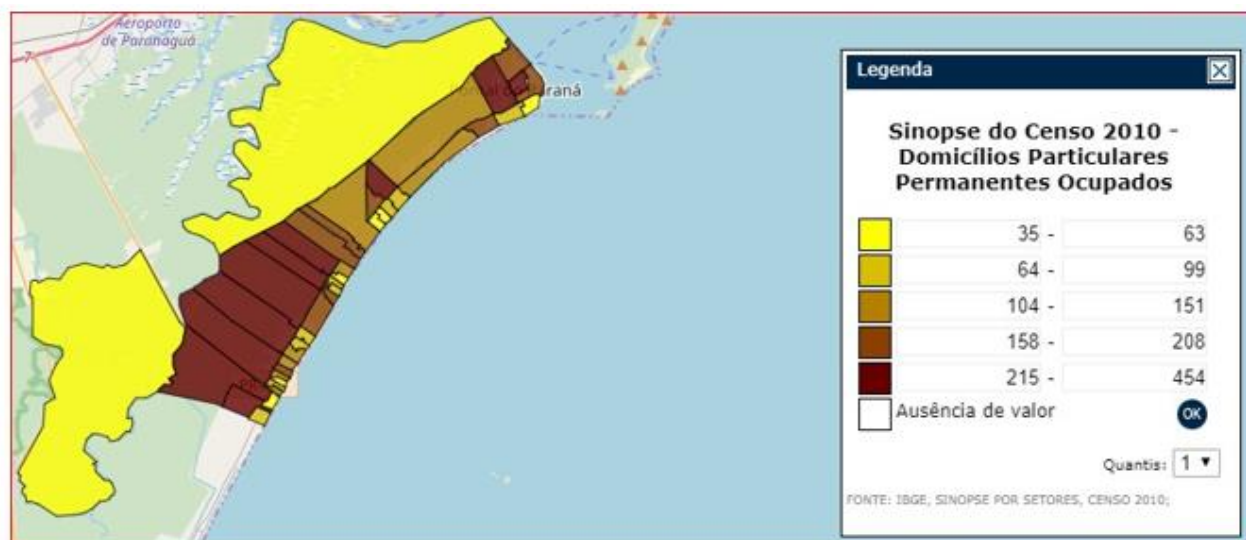 Aeroporto
de Paranaguá
7
Legenda
Sinopse do Censo 2010 -
Domicílios Particulares
Permanentes Ocupados
35 - 63
64 - 99
104 - 151
158 - 208
215 - 454
Ausência de valor OK
Quantis: 1
FONTE: IBGE, SINOPSE POR SETORES, CENSO 2010;